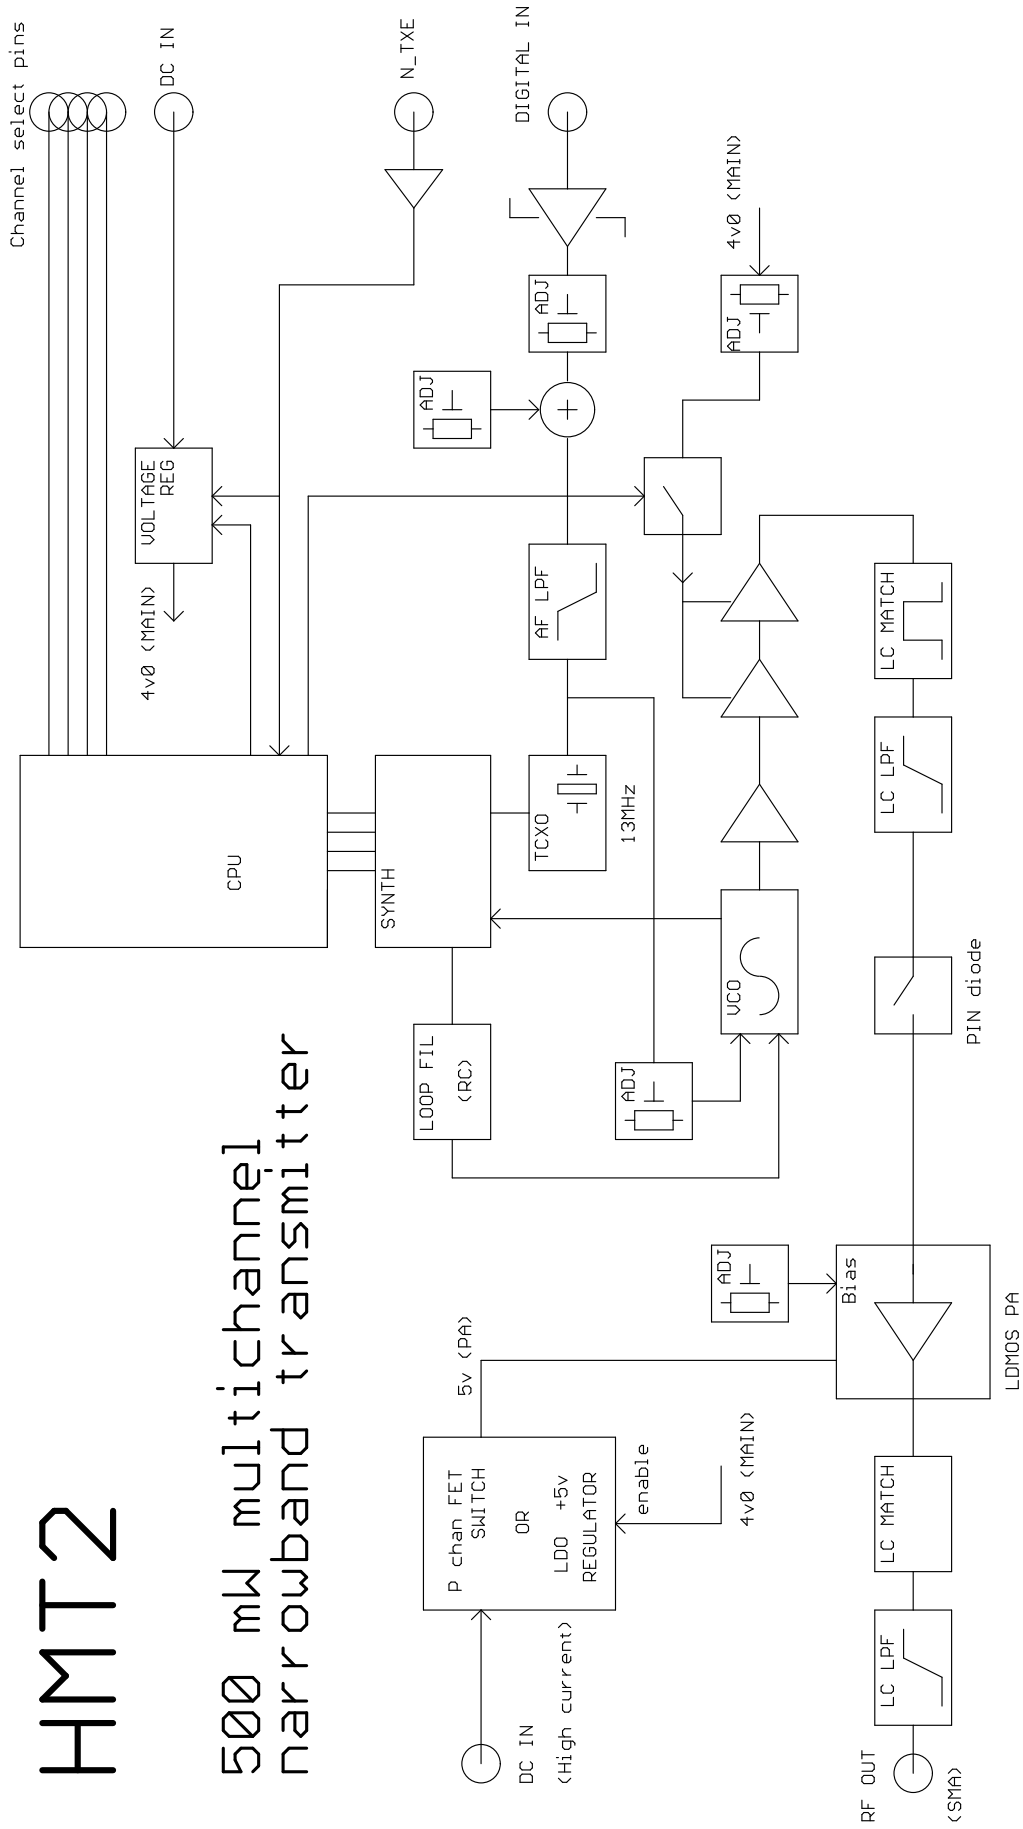 HMT2
500 mW multichannel
narrowband transmitter
Channel select pins
DC IN
VOLTAGE
REG
4v0 (MAIN)
CPU
N_TXE
DIGITAL IN
ADJ
ADJ
AF LPF
SYNTH
TCXO
13MHz
LOOP FIL
(RC)
ADJ
VCO
4v0 (MAIN)
ADJ
LC MATCH
LC LPF
PIN diode
ADJ
Bias
LDMOS PA
5v (PA)
P chan FET
SWITCH
OR
LDO +5v
REGULATOR
enable
4v0 (MAIN)
DC IN
(High current)
LC MATCH
LC LPF
RF OUT
(SMA)